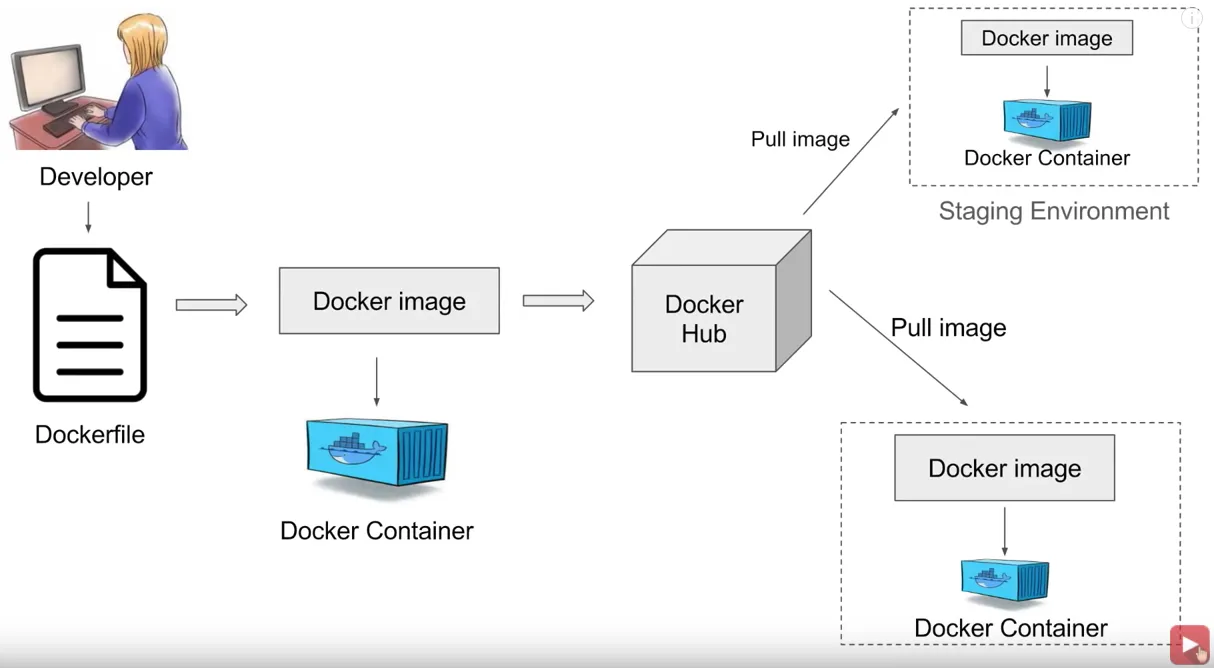 Developer
Dockerfile
Docker image
Docker Container
Docker
Hub
Pull image
Docker image
Docker Container
Staging Environment
Pull image
Docker image
Docker Container